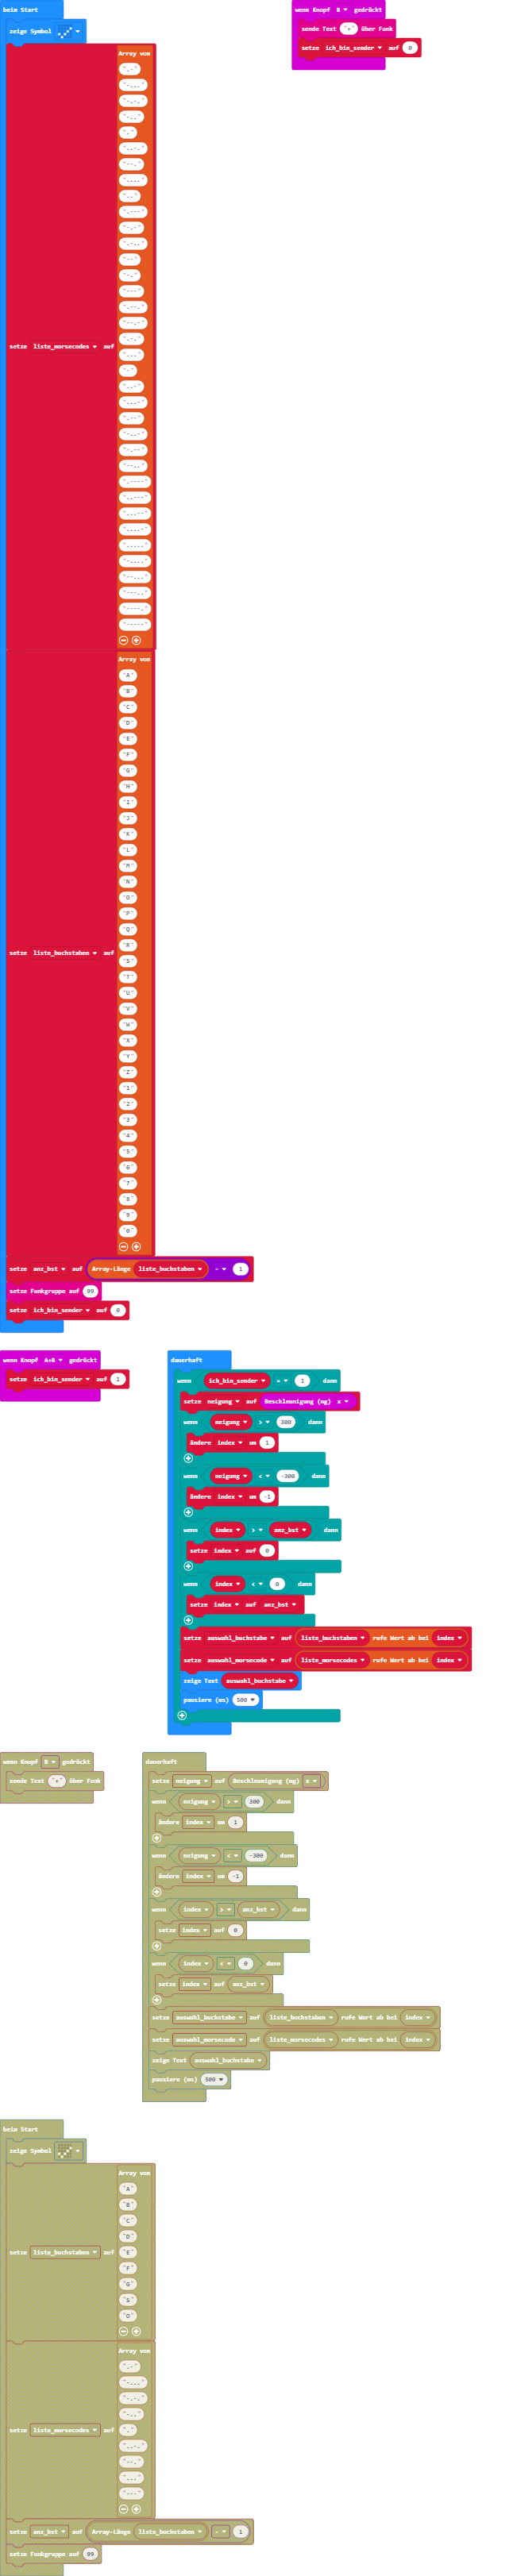 beim Start
zeige Symbol
Array von
".-"
"-..."
"-.-."
"-.."
"."
"..-."
"--."
"...."
".."
".---"
"-.-"
".-.."
"--"
"-."
"---"
".--."
"--.-"
".-."
"..."
"-"
"..-"
"...-"
".--"
"-..-"
"-.--"
"--.."
".----"
"..---"
"...--"
"....-"
"....."
"-...."
"--..."
"---.."
"----."
"-----"
setze liste_morsecodes auf
Array von
"A"
"B"
"C"
"D"
"E"
"F"
"G"
"H"
"I"
"J"
"K"
"L"
"M"
"N"
"O"
"P"
"Q"
"R"
"S"
"T"
"U"
"V"
"W"
"X"
"Y"
"Z"
"1"
"2"
"3"
"4"
"5"
"6"
"7"
"8"
"9"
"0"
setze liste_buchstaben auf
setze anz_bst auf Array-Länge liste_buchstaben - 1
setze Funkgruppe auf 99
setze ich_bin_sender auf 0
wenn Knopf B gedrückt
sende Text "*" über Funk
setze ich_bin_sender auf 0
wenn Knopf A+B gedrückt
setze ich_bin_sender auf 1
dauerhaft
wenn ich_bin_sender = 1 dann
setze neigung auf Beschleunigung (mg) x
wenn neigung > 300 dann
ändere index um 1
wenn neigung < -300 dann
ändere index um -1
wenn index > anz_bst dann
setze index auf 0
wenn index < 0 dann
setze index auf anz_bst
setze auswahl_buchstabe auf liste_buchstaben rufe Wert ab bei index
setze auswahl_morsecode auf liste_morsecodes rufe Wert ab bei index
zeige Text auswahl_buchstabe
pausiere (ms) 500
wenn Knopf B gedrückt
sende Text "*" über Funk
dauerhaft
setze neigung auf Beschleunigung (mg) x
wenn neigung > 300 dann
ändere index um 1
wenn neigung < -300 dann
ändere index um -1
wenn index > anz_bst dann
setze index auf 0
wenn index < 0 dann
setze index auf anz_bst
setze auswahl_buchstabe auf liste_buchstaben rufe Wert ab bei index
setze auswahl_morsecode auf liste_morsecodes rufe Wert ab bei index
zeige Text auswahl_buchstabe
pausiere (ms) 500
beim Start
zeige Symbol
Array von
"A"
"B"
"C"
"D"
"E"
"F"
"G"
"S"
"O"
setze liste_buchstaben auf
Array von
".-"
"-..."
"-.-."
"-.."
"."
"..-."
"--."
"..."
"---"
setze liste_morsecodes auf
setze anz_bst auf Array-Länge liste_buchstaben - 1
setze Funkgruppe auf 99